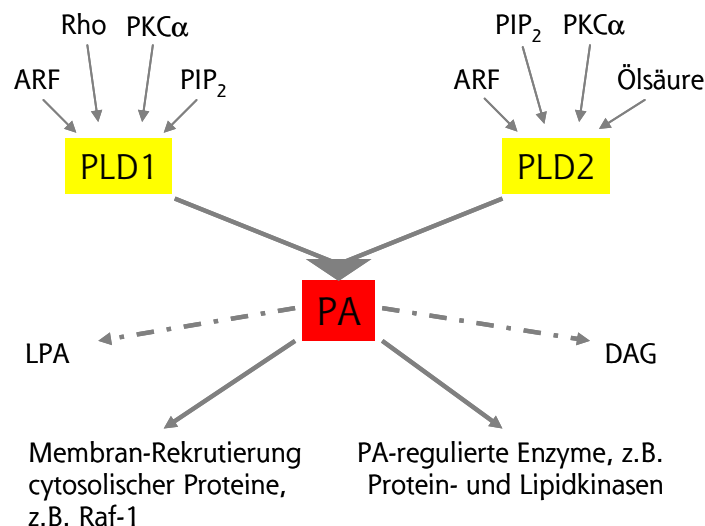 Rho PKCα
ARF PIP2
PIP2 PKCα
ARF Ölsäure
PLD1
PLD2
PA
LPA
DAG
Membran-Rekrutierung
cytosolischer Proteine,
z.B. Raf-1
PA-regulierte Enzyme, z.B.
Protein- und Lipidkinasen